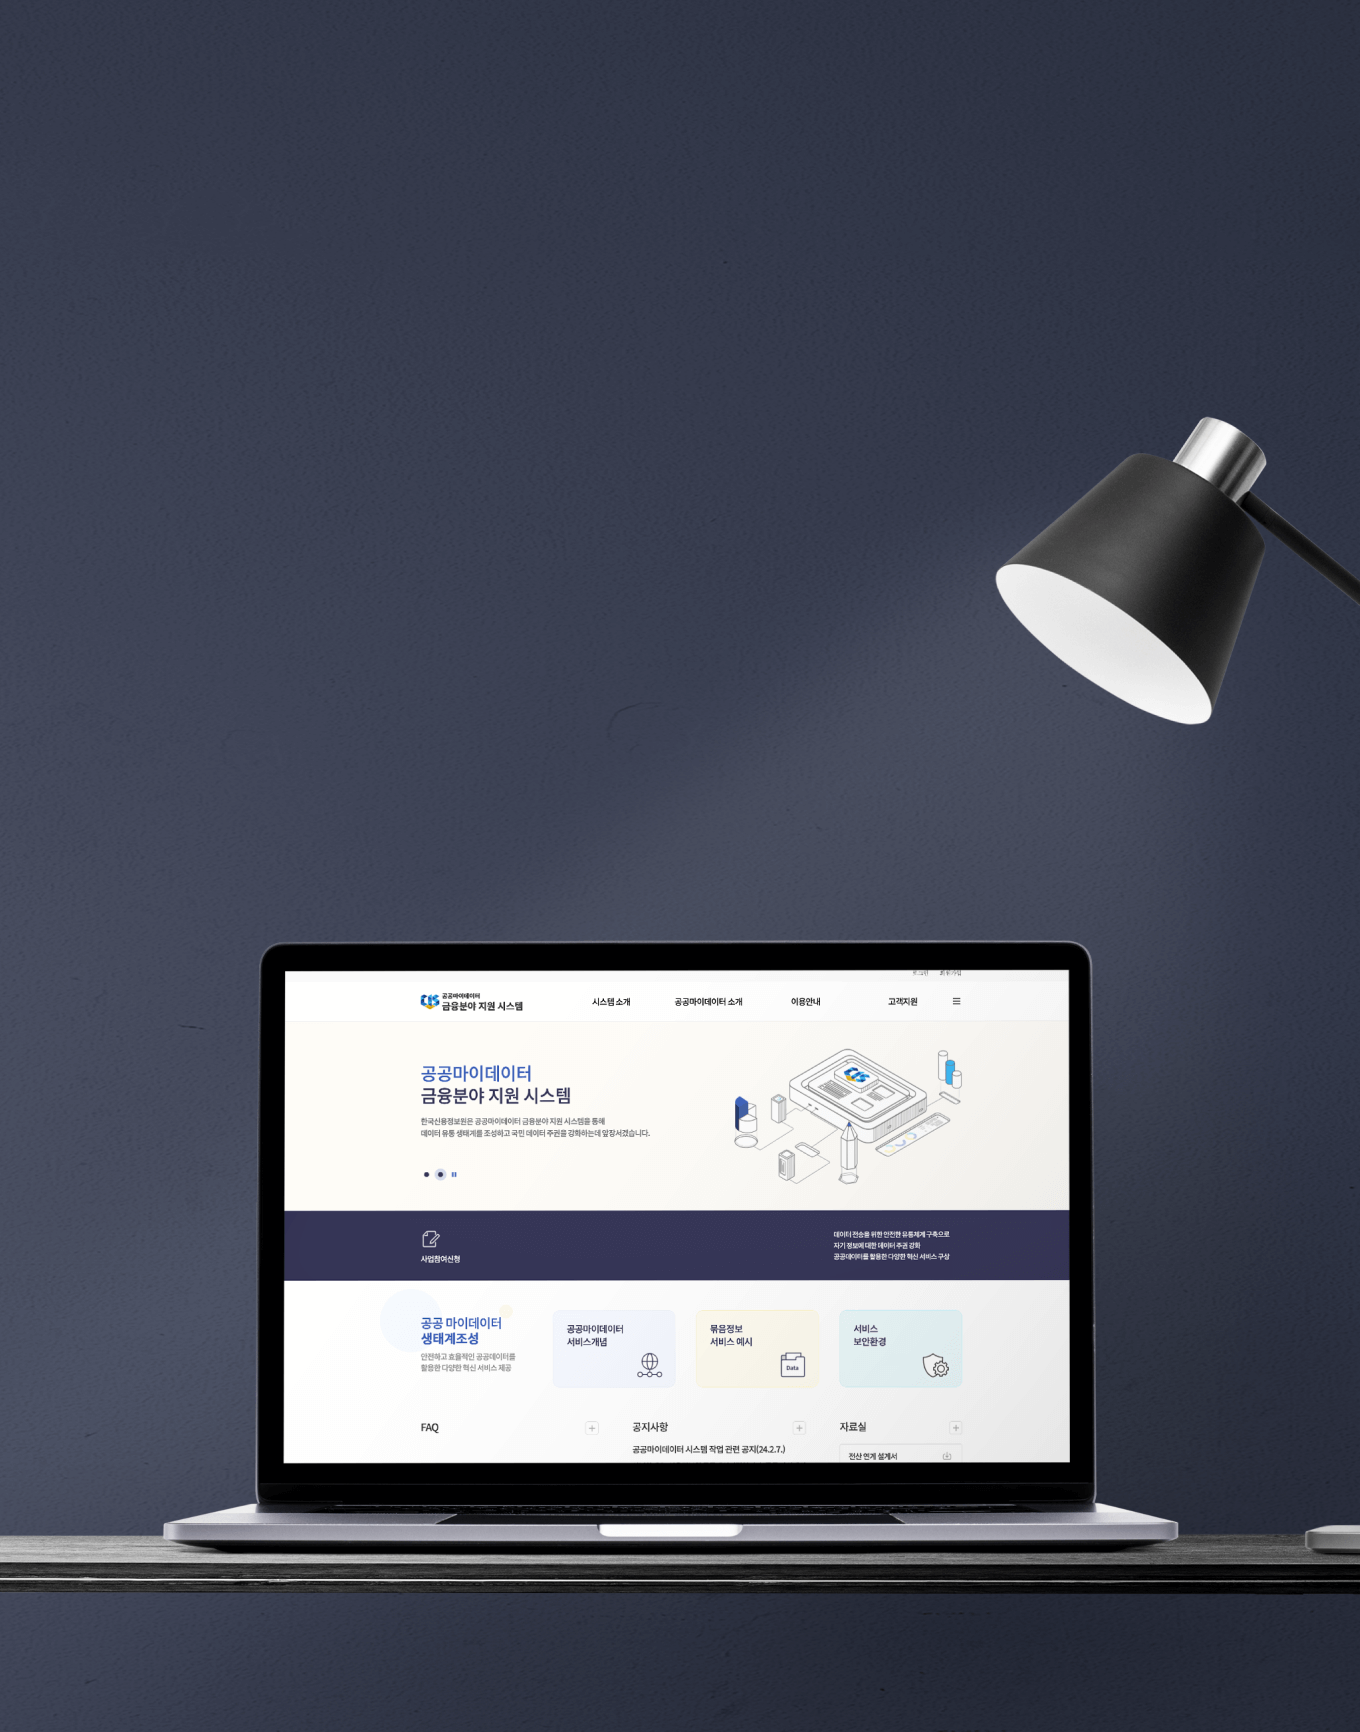 로그인 회원가입
공공마이데이터
금융분야 지원 시스템
시스템 소개 공공마이데이터 소개 이용안내 고객지원
공공마이데이터
금융분야 지원 시스템
한국신용정보원은 공공마이데이터 금융분야 지원 시스템을 통해
데이터 유통 생태계를 조성하고 국민 데이터 주권을 강화하는데 앞장서겠습니다.
사업참여신청
데이터 전송을 위한 안전한 유통체계 구축으로
자기 정보에 대한 데이터 주권 강화
공공데이터를 활용한 다양한 혁신 서비스 구상
공공 마이데이터
생태계조성
안전하고 효율적인 공공데이터를
활용한 다양한 혁신 서비스 제공
공공마이데이터
서비스개념
묶음정보
서비스 예시
Data
서비스
보안환경
FAQ
공지사항
공공마이데이터 시스템 작업 관련 공지(24.2.7.)
자료실
전산 연계 설계서